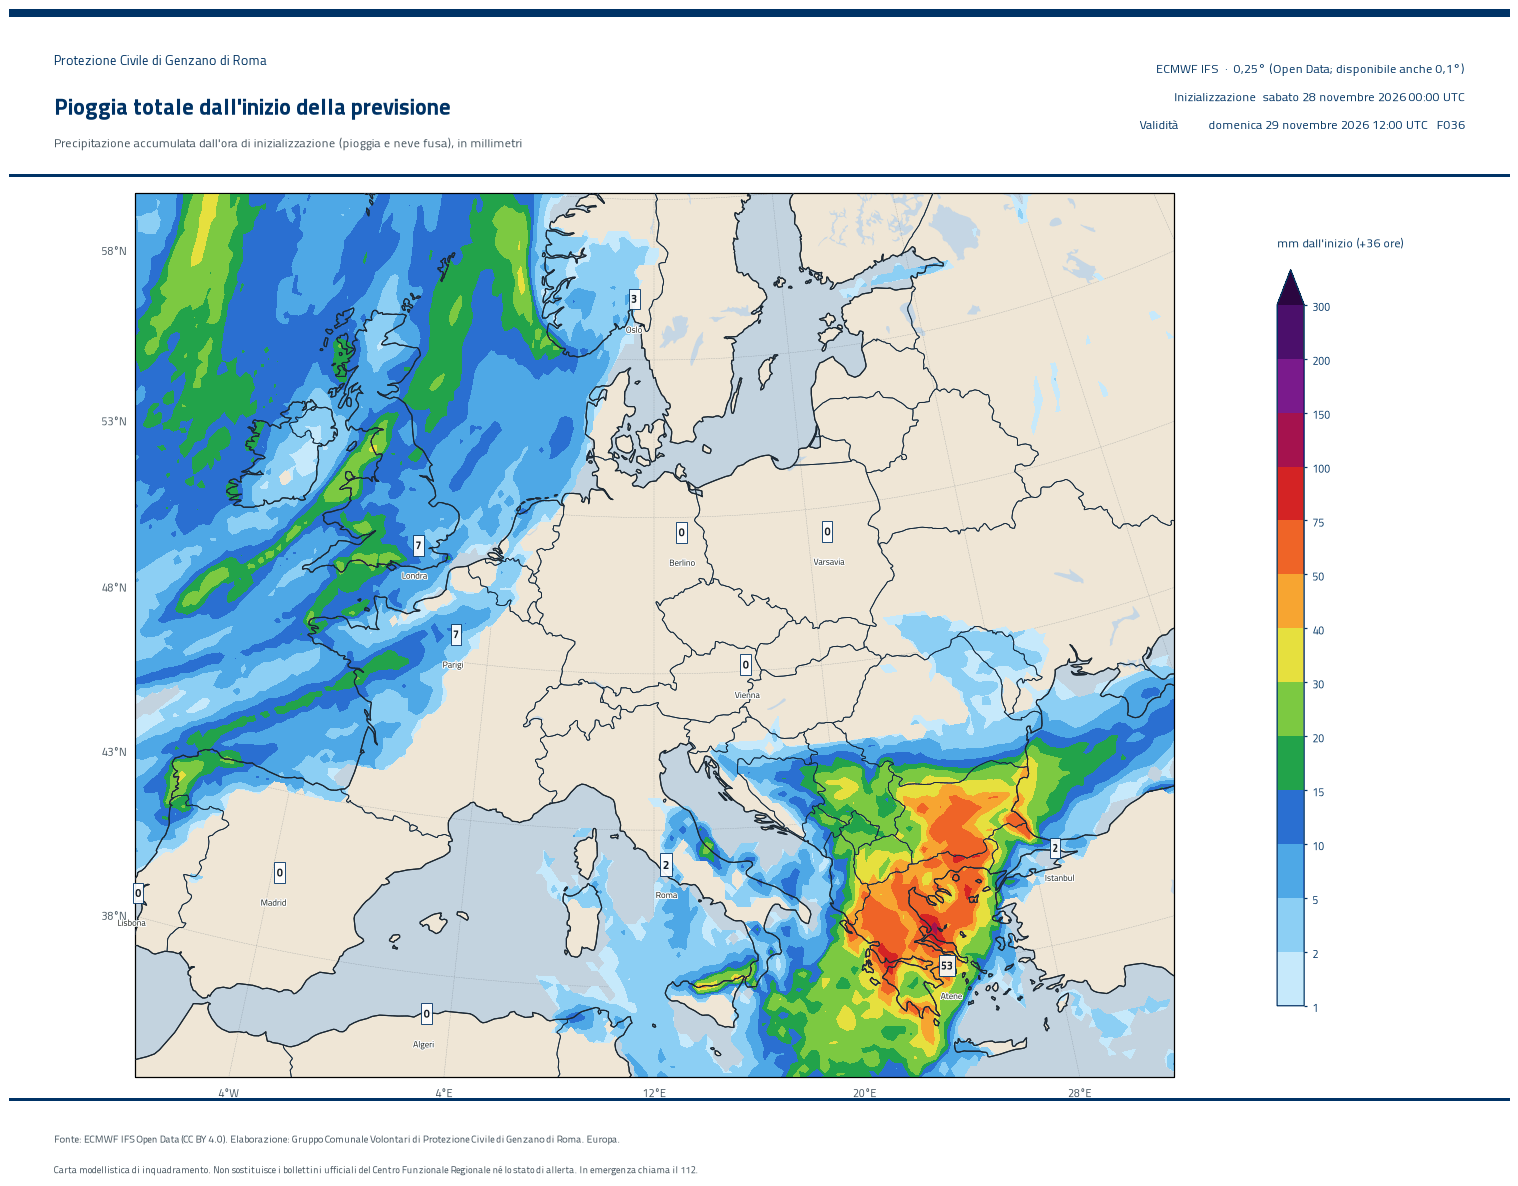 Protezione Civile di Genzano di Roma
Pioggia totale dall'inizio della previsione
Precipitazione accumulata dall'ora di inizializzazione (pioggia e neve fusa), in millimetri
ECMWF IFS · 0,25° (Open Data; disponibile anche 0,1°)
Inizializzazione sabato 28 novembre 2026 00:00 UTC
Validità domenica 29 novembre 2026 12:00 UTC F036
58°N
53°N
48°N
43°N
38°N
3
Oslo
7
Londra
0
Berlino
0
Varsavia
7
Parigi
0
Vienna
0
Madrid
0
Lisbona
2
Roma
2
Istanbul
53
Atene
0
Algeri
4°W
4°E
12°E
20°E
28°E
mm dall'inizio (+36 ore)
300
200
150
100
75
50
40
30
20
15
10
5
2
1
Fonte: ECMWF IFS Open Data (CC BY 4.0). Elaborazione: Gruppo Comunale Volontari di Protezione Civile di Genzano di Roma. Europa.
Carta modellistica di inquadramento. Non sostituisce i bollettini ufficiali del Centro Funzionale Regionale né lo stato di allerta. In emergenza chiama il 112.